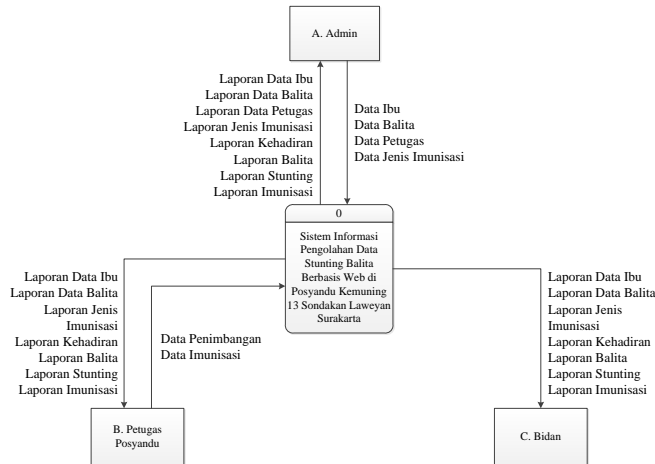 A. Admin
Laporan Data Ibu
Laporan Data Balita
Laporan Data Petugas
Laporan Jenis Imunisasi
Laporan Kehadiran
Laporan Balita
Laporan Stunting
Laporan Imunisasi
Data Ibu
Data Balita
Data Petugas
Data Jenis Imunisasi
0
Sistem Informasi
Pengolahan Data
Stunting Balita
Berbasis Web di
Posyandu Kemuning
13 Sondakan Laweyan
Surakarta
Laporan Data Ibu
Laporan Data Balita
Laporan Jenis
Imunisasi
Laporan Kehadiran
Laporan Balita
Laporan Stunting
Laporan Imunisasi
Data Penimbangan
Data Imunisasi
Laporan Data Ibu
Laporan Data Balita
Laporan Jenis
Imunisasi
Laporan Kehadiran
Laporan Balita
Laporan Stunting
Laporan Imunisasi
B. Petugas
Posyandu
C. Bidan